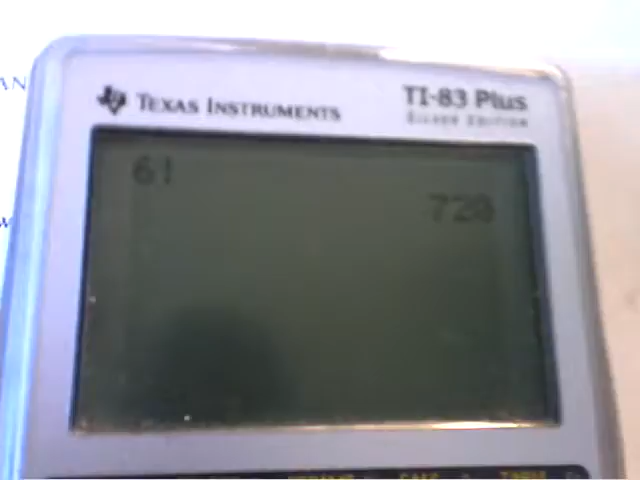 TEXAS INSTRUMENTS
TI-83 Plus
SILVER EDITION
6!
720